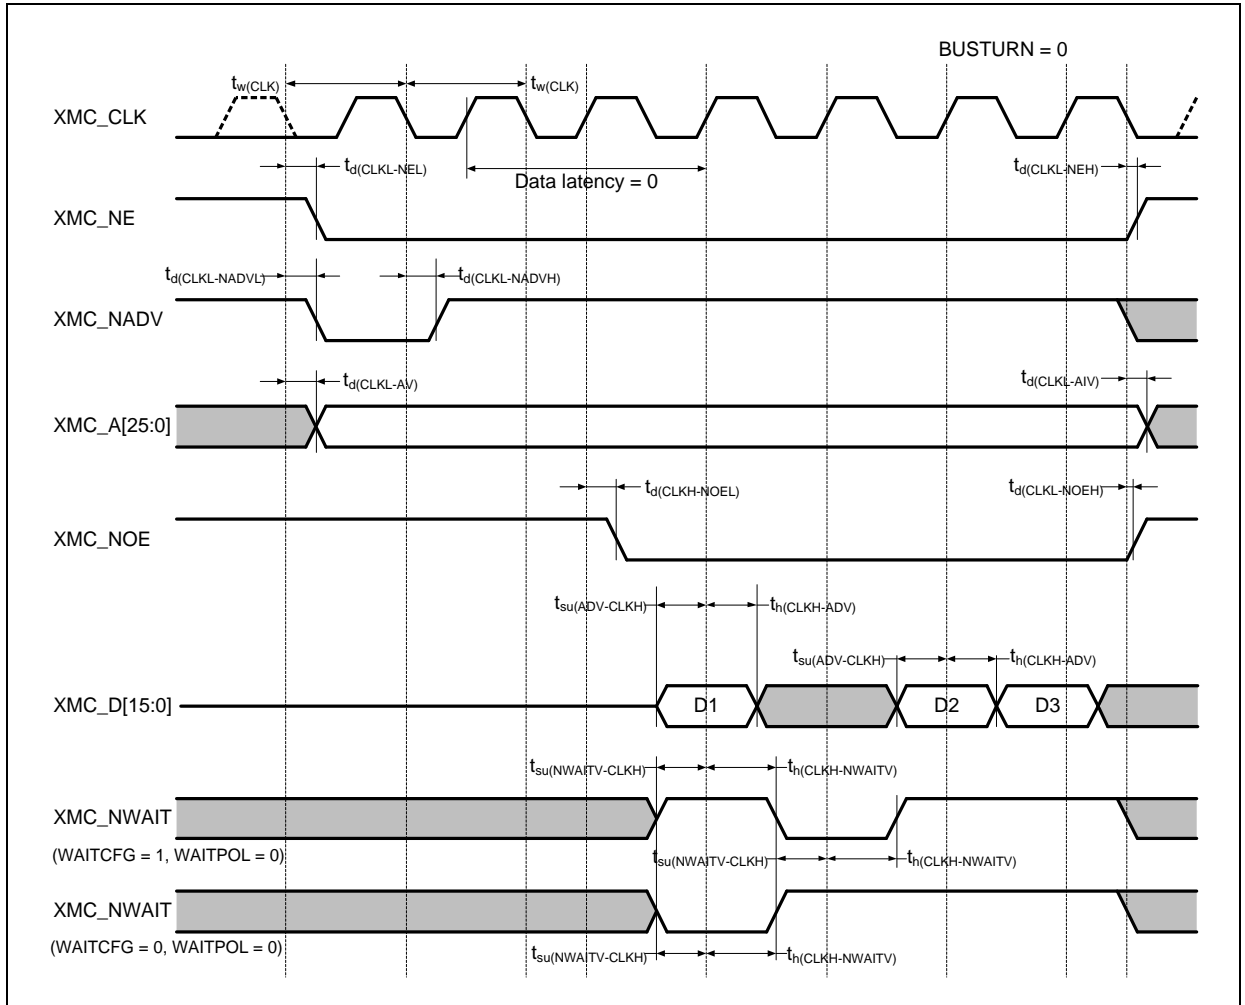 BUSTURN = 0
tw(CLK) tw(CLK)
XMC_CLK
td(CLKL-NEL) Data latency = 0 td(CLKL-NEH)
XMC_NE
td(CLKL-NADVL) td(CLKL-NADVH)
XMC_NADV
td(CLKL-AV) td(CLKL-AIV)
XMC_A[25:0]
td(CLKH-NOEL) td(CLKL-NOEH)
XMC_NOE
tsu(ADV-CLKH) th(CLKH-ADV)
tsu(ADV-CLKH) th(CLKH-ADV)
XMC_D[15:0] D1 D2 D3
tsu(NWAITV-CLKH) th(CLKH-NWAITV)
XMC_NWAIT
(WAITCFG = 1, WAITPOL = 0)
tsu(NWAITV-CLKH) th(CLKH-NWAITV)
XMC_NWAIT
(WAITCFG = 0, WAITPOL = 0)
tsu(NWAITV-CLKH) th(CLKH-NWAITV)